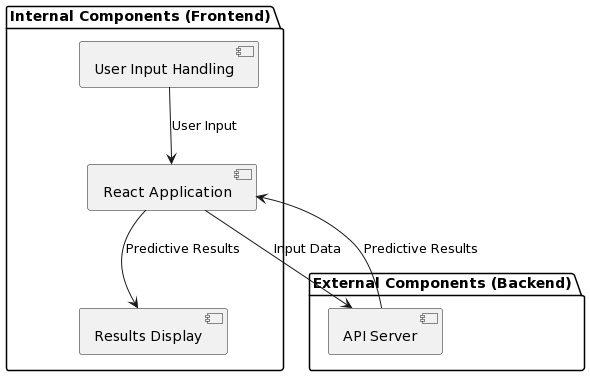 Internal Components (Frontend)
User Input Handling
User Input
React Application
Predictive Results
Input Data
Predictive Results
External Components (Backend)
Results Display
API Server